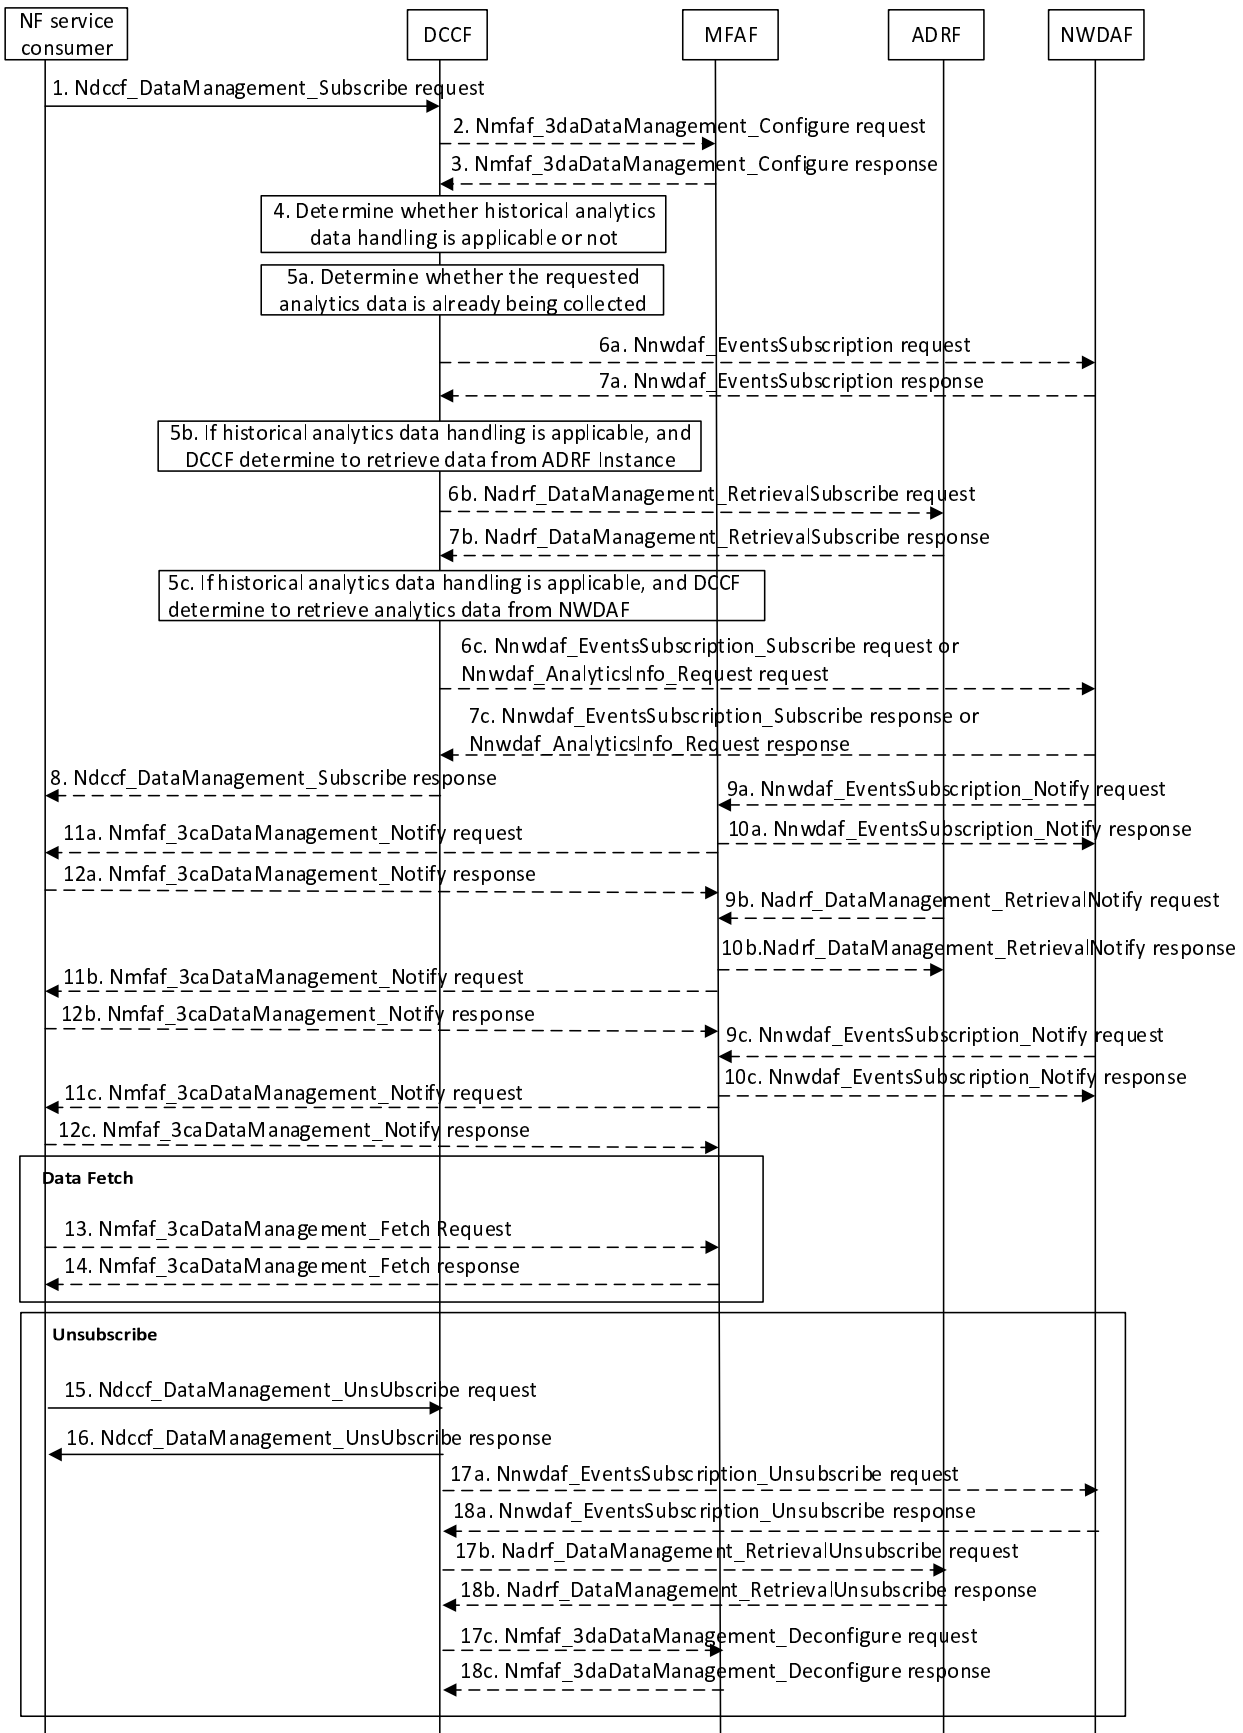 NF service
consumer
DCCF
MFAF
ADRF
NWDAF
1. Ndccf_DataManagement_Subscribe request
2. Nmfaf_3daDataManagement_Configure request
3. Nmfaf_3daDataManagement_Configure response
4. Determine whether historical analytics
data handling is applicable or not
5a. Determine whether the requested
analytics data is already being collected
6a. Nnwdaf_EventsSubscription request
7a. Nnwdaf_EventsSubscription response
5b. If historical analytics data handling is applicable, and
DCCF determine to retrieve data from ADRF Instance
6b. Nadrf_DataManagement_RetrievalSubscribe request
7b. Nadrf_DataManagement_RetrievalSubscribe response
5c. If historical analytics data handling is applicable, and DCCF
determine to retrieve analytics data from NWDAF
6c. Nnwdaf_EventsSubscription_Subscribe request or
Nnwdaf_AnalyticsInfo_Request request
7c. Nnwdaf_EventsSubscription_Subscribe response or
Nnwdaf_AnalyticsInfo_Request response
8. Ndccf_DataManagement_Subscribe response
9a. Nnwdaf_EventsSubscription_Notify request
10a. Nnwdaf_EventsSubscription_Notify response
11a. Nmfaf_3caDataManagement_Notify request
12a. Nmfaf_3caDataManagement_Notify response
9b. Nadrf_DataManagement_RetrievalNotify request
10b.Nadrf_DataManagement_RetrievalNotify response
11b. Nmfaf_3caDataManagement_Notify request
12b. Nmfaf_3caDataManagement_Notify response
9c. Nnwdaf_EventsSubscription_Notify request
10c. Nnwdaf_EventsSubscription_Notify response
11c. Nmfaf_3caDataManagement_Notify request
12c. Nmfaf_3caDataManagement_Notify response
Data Fetch
13. Nmfaf_3caDataManagement_Fetch Request
14. Nmfaf_3caDataManagement_Fetch response
Unsubscribe
15. Ndccf_DataManagement_UnsUbscribe request
16. Ndccf_DataManagement_UnsUbscribe response
17a. Nnwdaf_EventsSubscription_Unsubscribe request
18a. Nnwdaf_EventsSubscription_Unsubscribe response
17b. Nadrf_DataManagement_RetrievalUnsubscribe request
18b. Nadrf_DataManagement_RetrievalUnsubscribe response
17c. Nmfaf_3daDataManagement_Deconfigure request
18c. Nmfaf_3daDataManagement_Deconfigure response